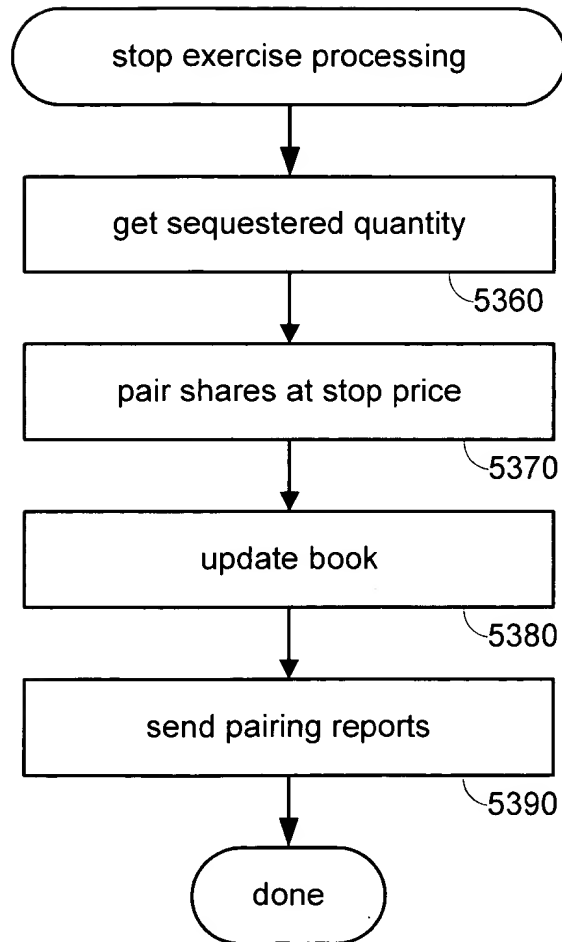 stop exercise processing
get sequestered quantity
5360
pair shares at stop price
5370
update book
5380
send pairing reports
5390
done